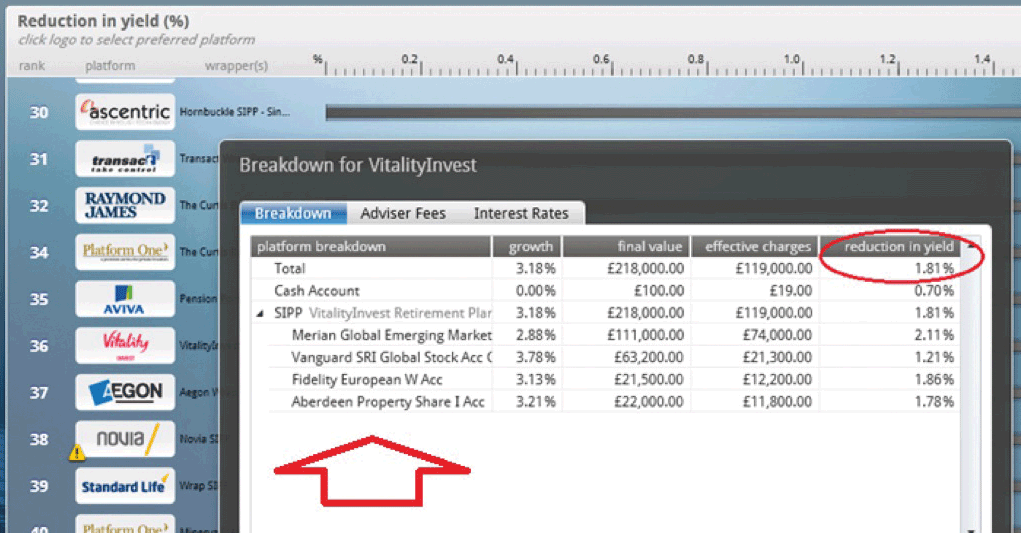 Reduction in yield (%)
click logo to select preferred platform
rank platform wrapper(s) % 0.2 0.4 0.6 0.8 1.0 1.2 1.4
30 ascentric Hornbuckle SIPP - Sin...
31 transact Transact
take control
32 RAYMOND JAMES The Curt
34 Platform One The Curt
35 AVIVA Pension Po
36 Vitality VitalityIn
INVEST
37 AEGON Aegon W
38 novia Novia SI
39 Standard Life Wrap SI
40 Platform One
Breakdown for VitalityInvest
Breakdown Adviser Fees Interest Rates
platform breakdown growth final value effective charges reduction in yield
Total 3.18% £218,000.00 £119,000.00 1.81%
Cash Account 0.00% £100.00 £19.00 0.70%
SIPP VitalityInvest Retirement Plan 3.18% £218,000.00 £119,000.00 1.81%
Merian Global Emerging Market 2.88% £111,000.00 £74,000.00 2.11%
Vanguard SRI Global Stock Acc 3.78% £63,200.00 £21,300.00 1.21%
Fidelity European W Acc 3.13% £21,500.00 £12,200.00 1.86%
Aberdeen Property Share I Acc 3.21% £22,000.00 £11,800.00 1.78%